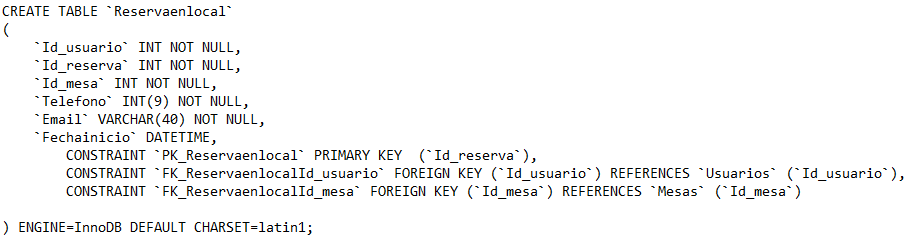 CREATE TABLE `Reservaenlocal`
(
    `Id_usuario` INT NOT NULL,
    `Id_reserva` INT NOT NULL,
    `Id_mesa` INT NOT NULL,
    `Telefono` INT(9) NOT NULL,
    `Email` VARCHAR(40) NOT NULL,
    `Fechainicio` DATETIME,
        CONSTRAINT `PK_Reservaenlocal` PRIMARY KEY  (`Id_reserva`),
        CONSTRAINT `FK_ReservaenlocalId_usuario` FOREIGN KEY (`Id_usuario`) REFERENCES `Usuarios` (`Id_usuario`),
        CONSTRAINT `FK_ReservaenlocalId_mesa` FOREIGN KEY (`Id_mesa`) REFERENCES `Mesas` (`Id_mesa`)
) ENGINE=InnoDB DEFAULT CHARSET=latin1;